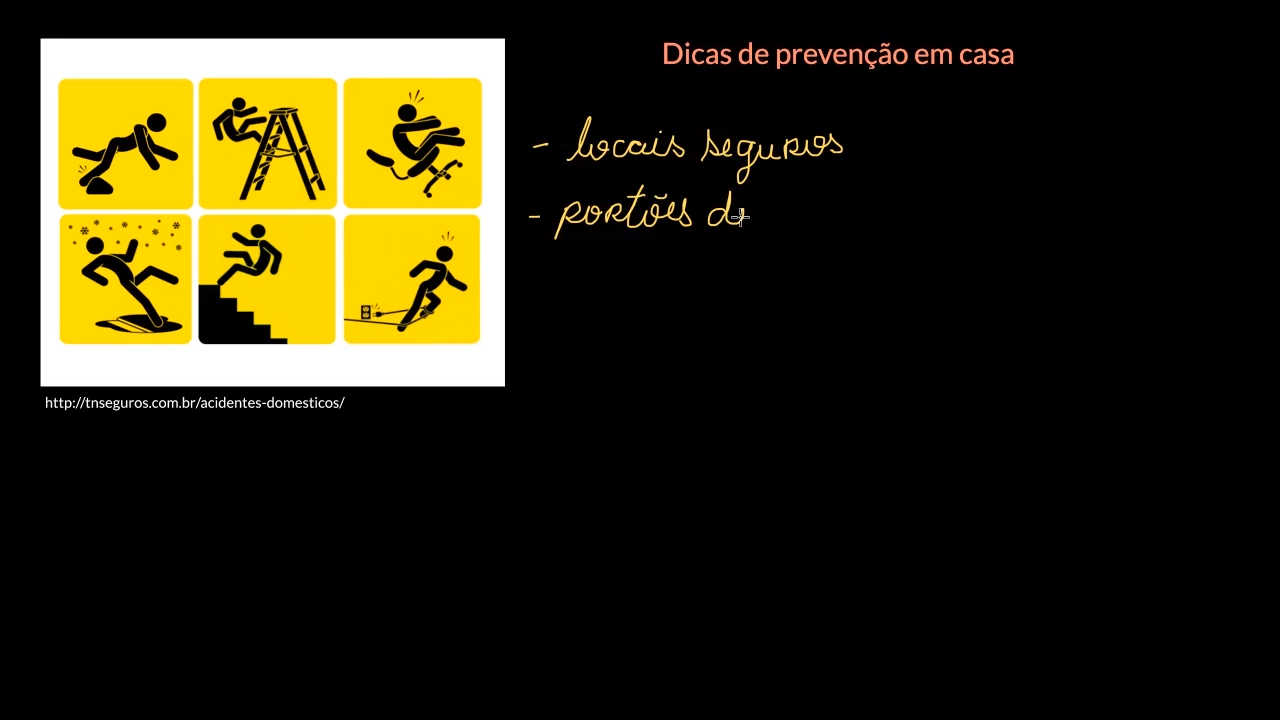 Dicas de prevenção em casa
- locais seguros
- portões d
http://tnseguros.com.br/acidentes-domesticos/